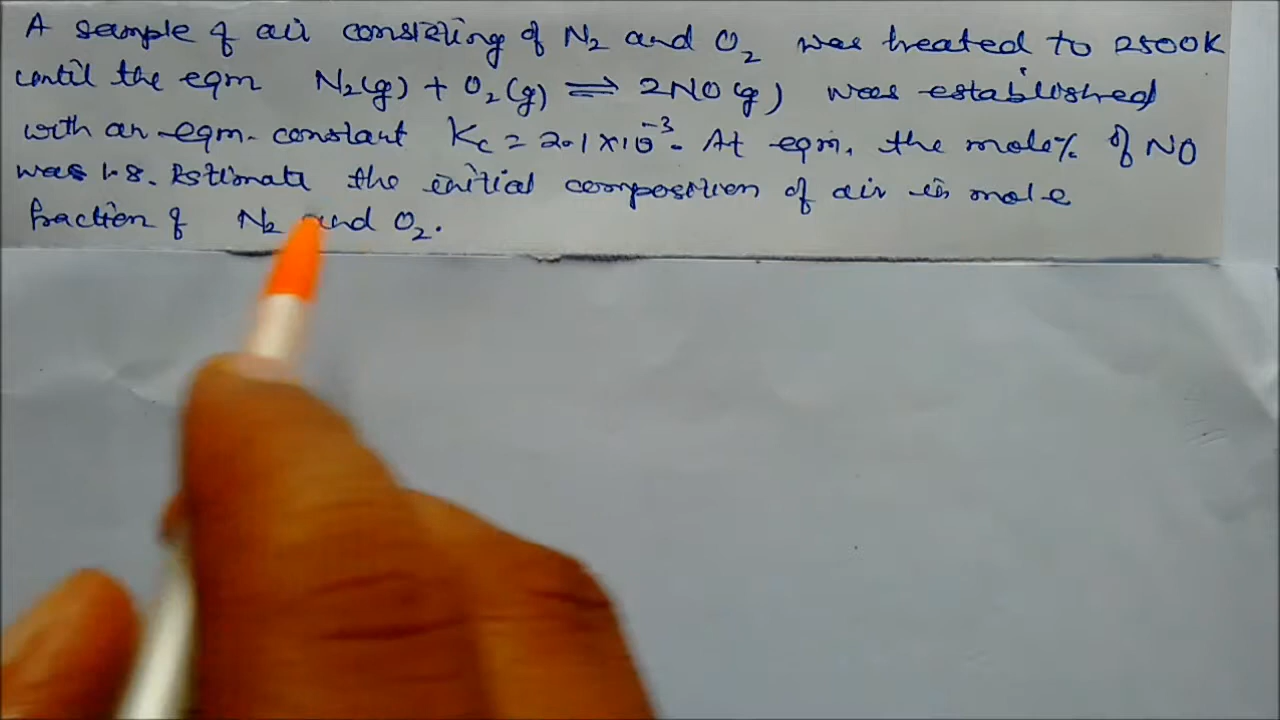 A sample of air consisting of N2 and O2 was treated to 2500K
until the eqm N2(g) + O2(g) ⇌ 2NO(g) was established
with an eqm. constant Kc = 2.1 x 10^-3. At eqm, the mole% of NO
was 1.8. Estimate the initial composition of air in mole
fraction of N2 and O2.